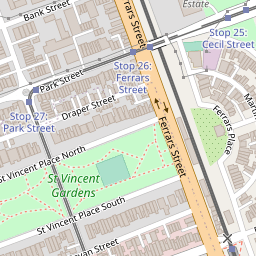 Bank Street
Ferrars Street
Estate
Stop 25:
Cecil Street
Park Street
Stop 26:
Ferrars
Street
Draper Street
Stop 27:
Park Street
Ferrars Street
Ferrars Place
St Vincent Place North
St Vincent
Gardens
St Vincent Place South